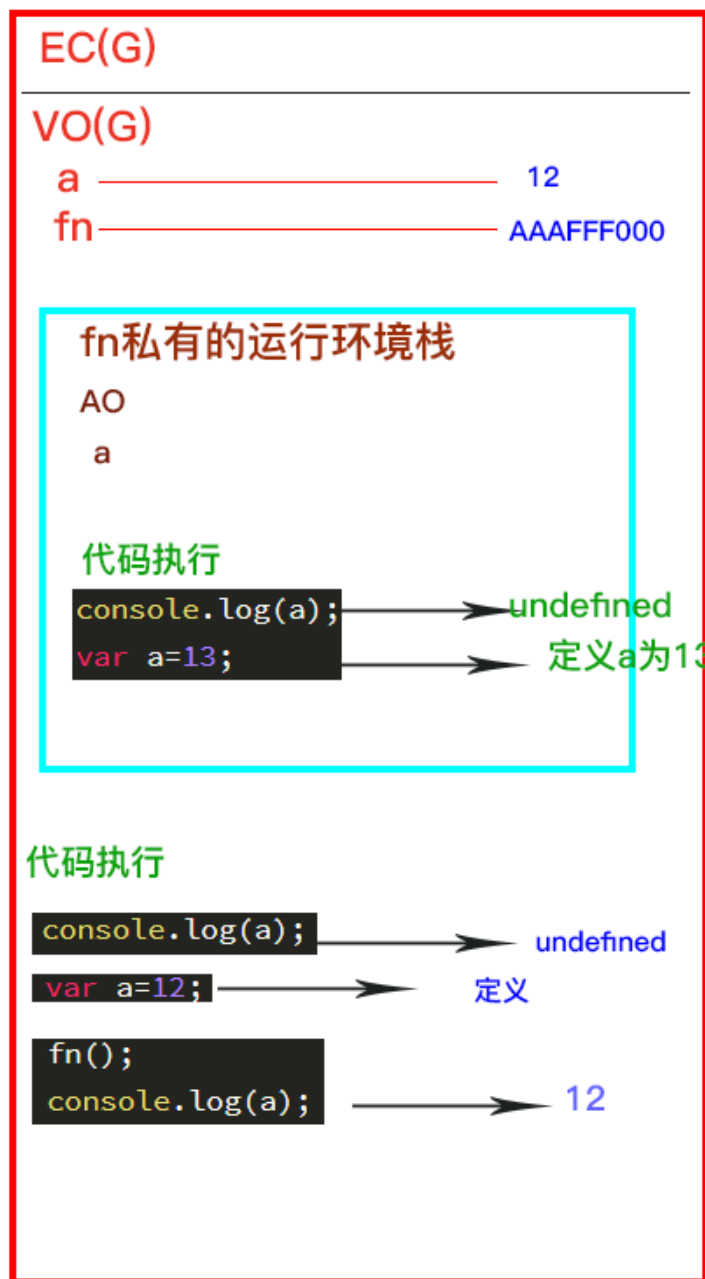 EC(G)
VO(G)
a 12
fn AAAFFF000
fn私有的运行环境栈
AO
a
代码执行
console.log(a); undefined
var a=13; 定义a为13
代码执行
console.log(a); undefined
var a=12; 定义
fn();
console.log(a); 12